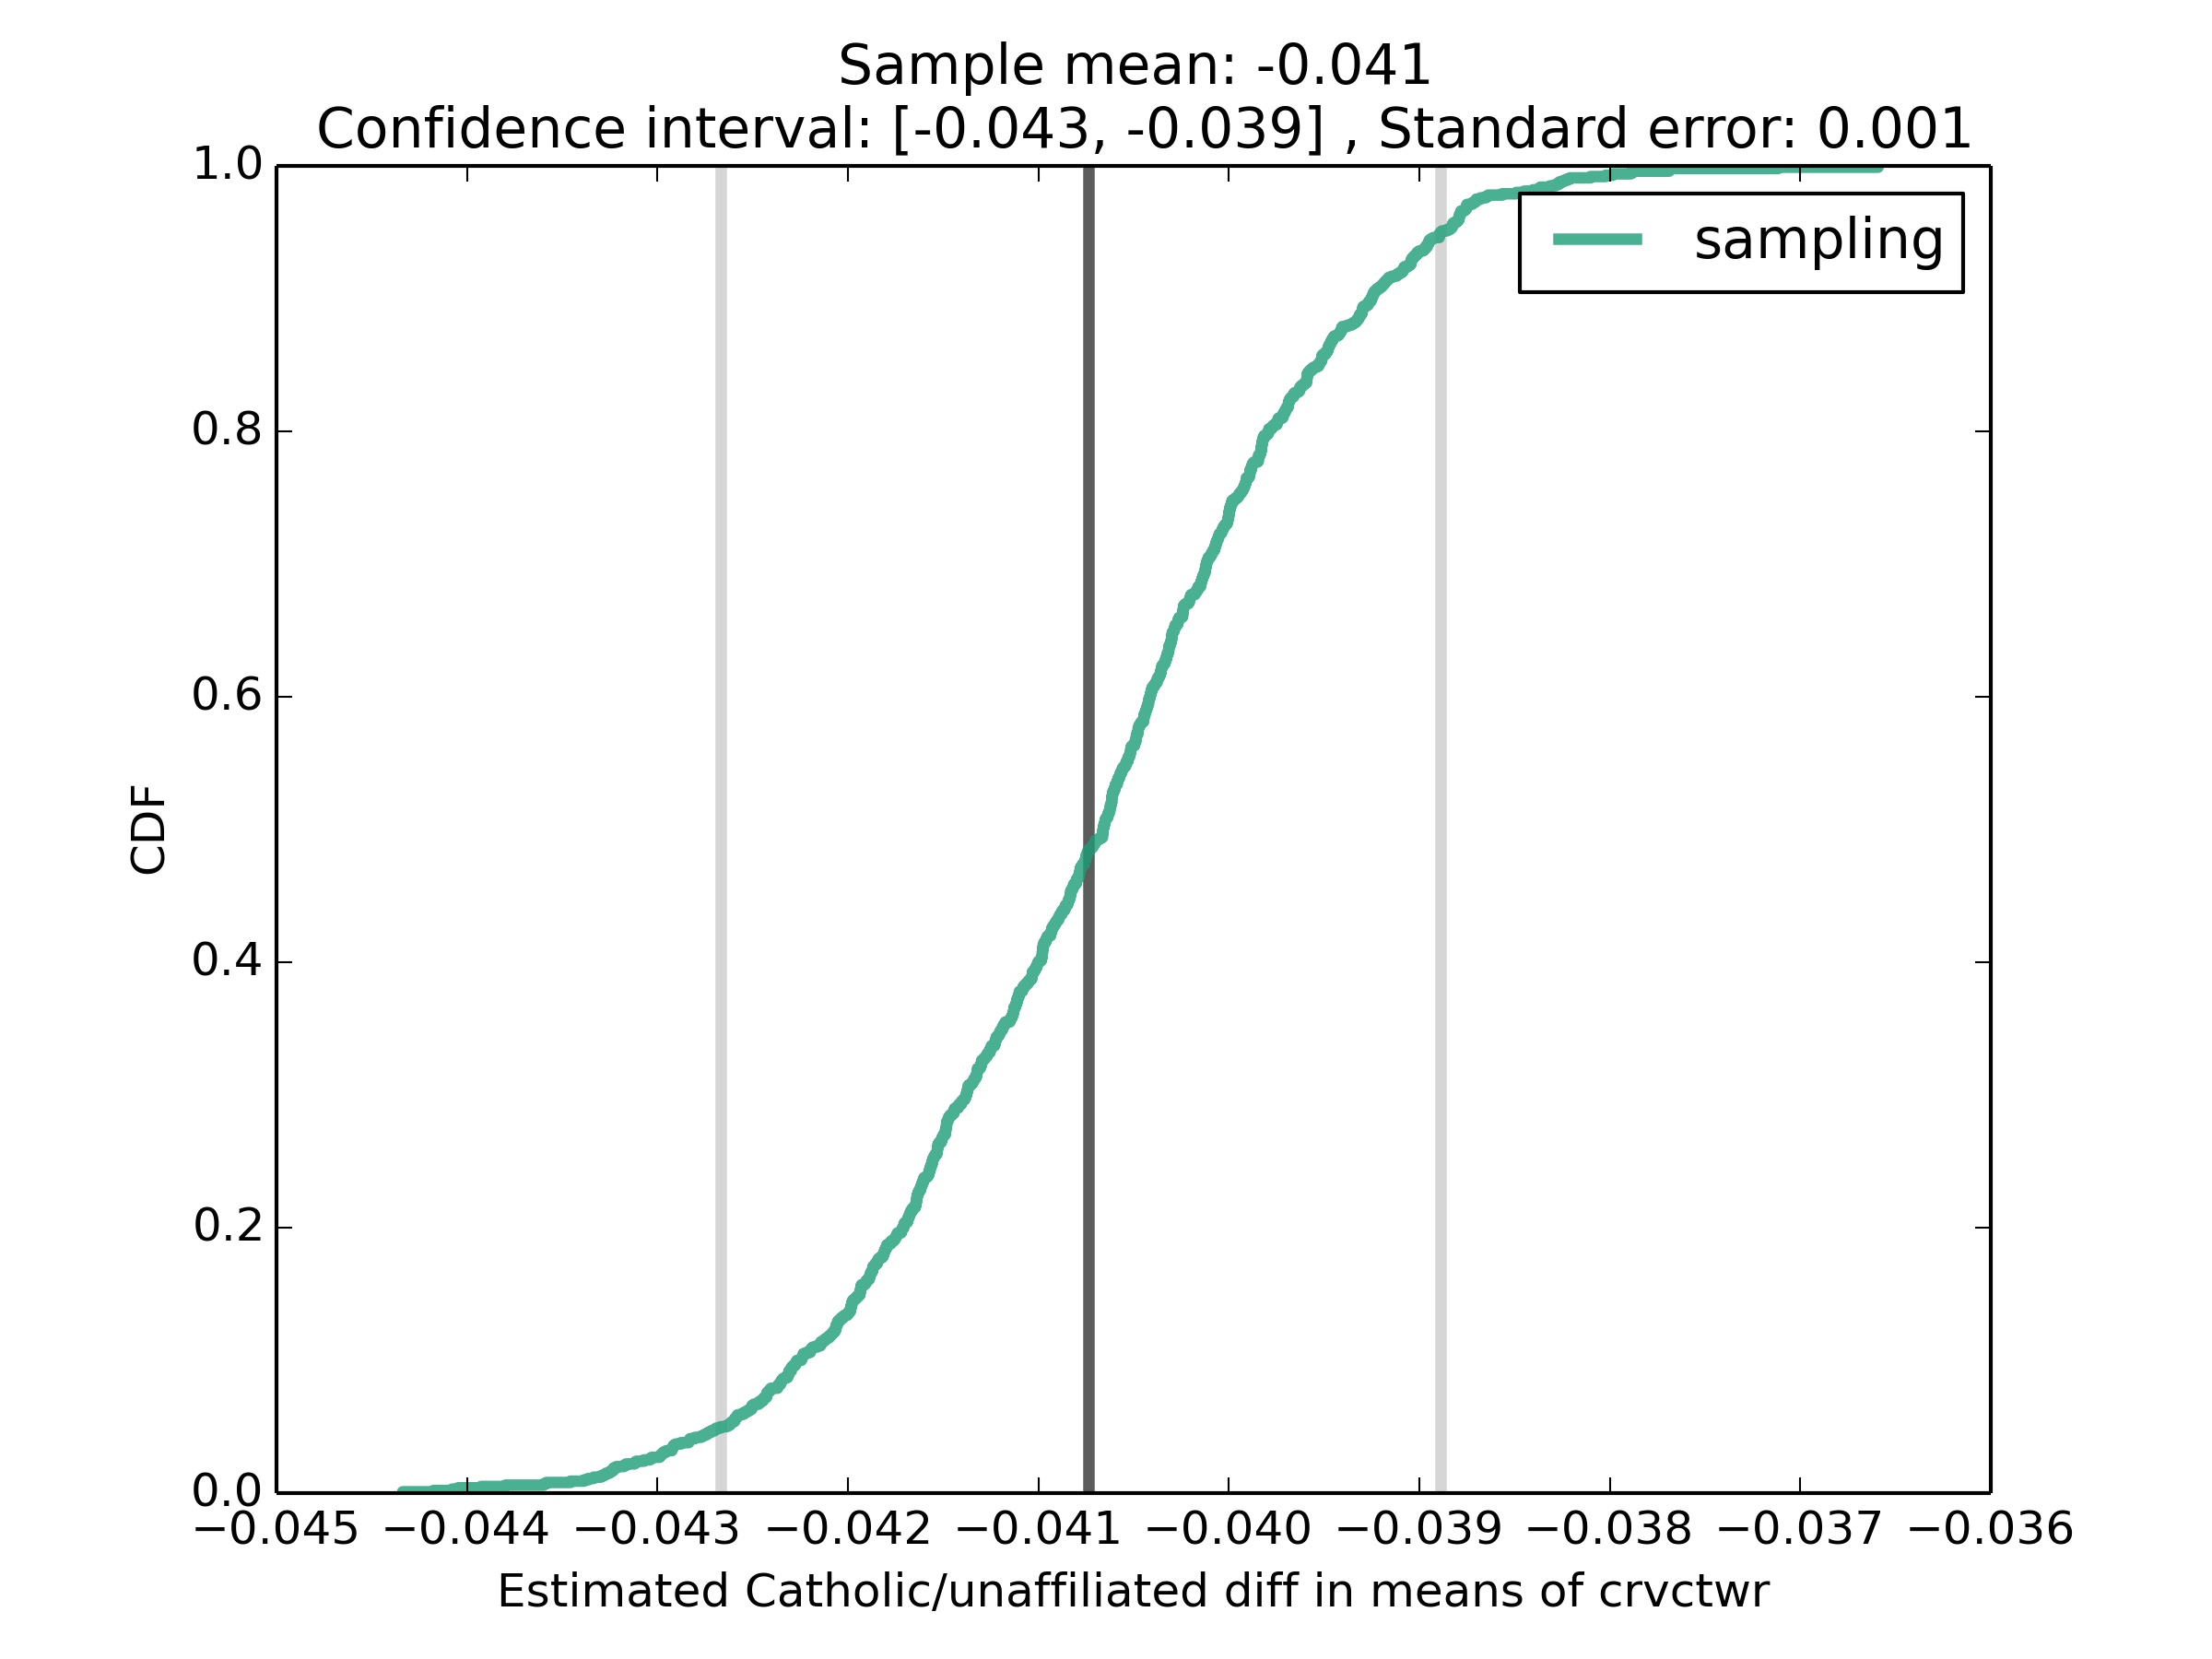 Sample mean: -0.041
Confidence interval: [-0.043, -0.039] , Standard error: 0.001
1.0
sampling
0.8
0.6
CDF
0.4
0.2
0.0
−0.045 −0.044 −0.043 −0.042 −0.041 −0.040 −0.039 −0.038 −0.037 −0.036
Estimated Catholic/unaffiliated diff in means of crvctwr